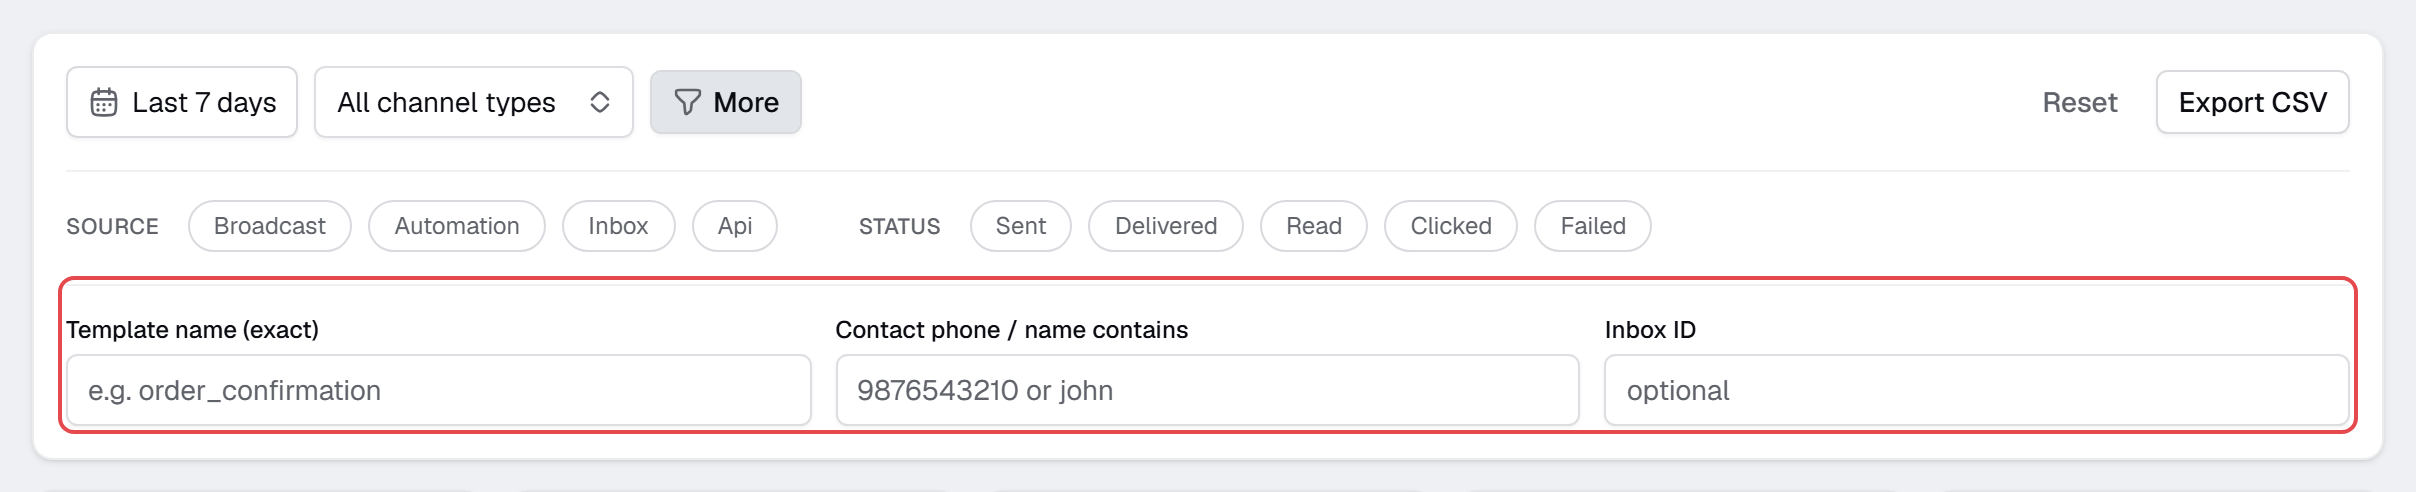 Last 7 days All channel types More Reset Export CSV
SOURCE Broadcast Automation Inbox Api STATUS Sent Delivered Read Clicked Failed
Template name (exact) Contact phone / name contains Inbox ID
e.g. order_confirmation 9876543210 or john optional